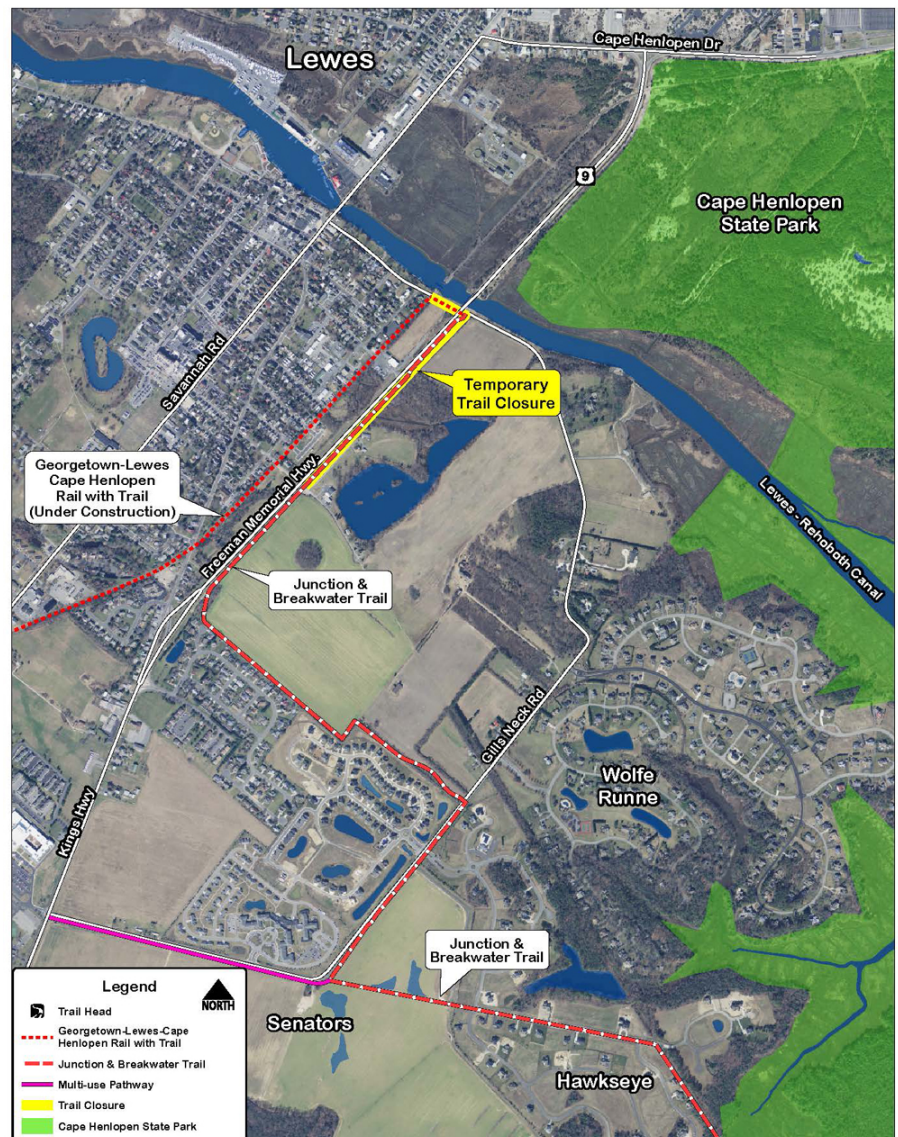 Lewes
Cape Henlopen Dr
9
Cape Henlopen
State Park
Savannah Rd
Temporary
Trail Closure
Georgetown-Lewes
Cape Henlopen
Rail with Trail
(Under Construction)
Freeman Memorial Hwy.
Lewes - Rehoboth Canal
Junction &
Breakwater Trail
Gills Neck Rd
Wolfe
Runne
Kings Hwy
Junction &
Breakwater Trail
Senators
Hawkseye
Legend
NORTH
Trail Head
Georgetown-Lewes-Cape
Henlopen Rail with Trail
Junction & Breakwater Trail
Multi-use Pathway
Trail Closure
Cape Henlopen State Park